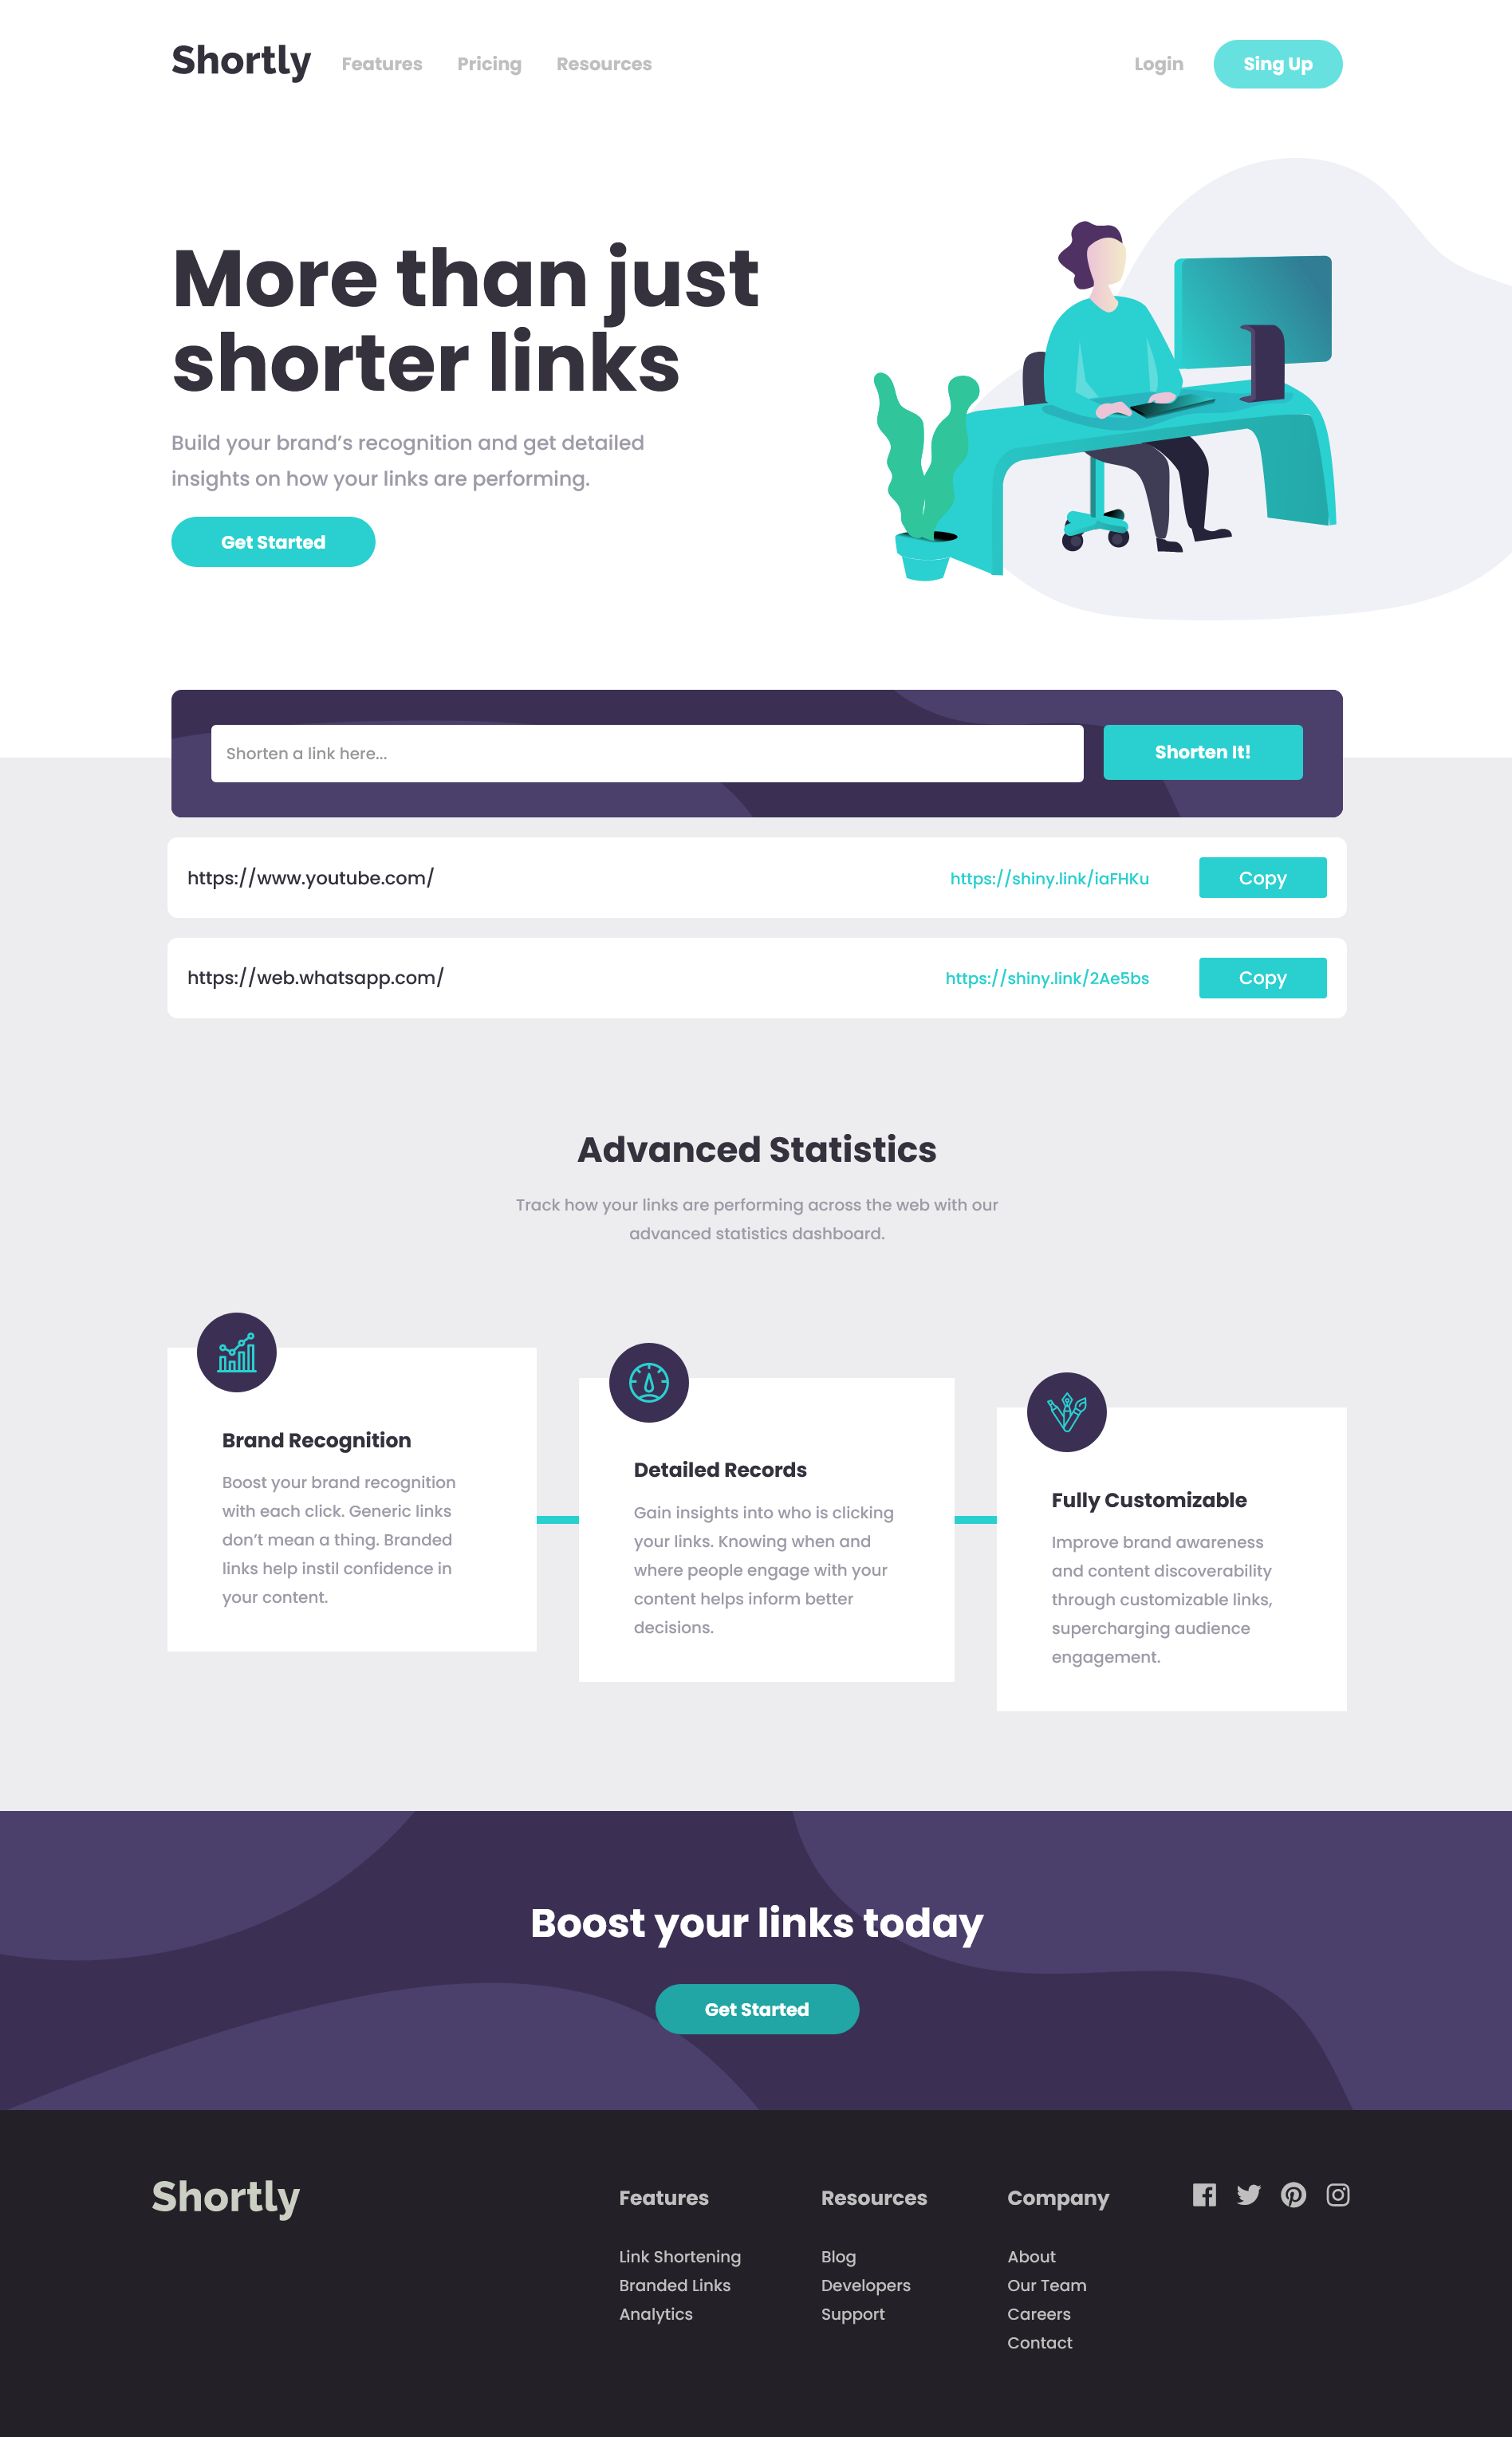 Shortly
Features
Pricing
Resources
Login
Sing Up
More than just
shorter links
Build your brand’s recognition and get detailed
insights on how your links are performing.
Get Started
Shorten a link here...
Shorten It!
https://www.youtube.com/
https://shiny.link/iaFHKu
Copy
https://web.whatsapp.com/
https://shiny.link/2Ae5bs
Copy
Advanced Statistics
Track how your links are performing across the web with our
advanced statistics dashboard.
Brand Recognition
Boost your brand recognition
with each click. Generic links
don’t mean a thing. Branded
links help instil confidence in
your content.
Detailed Records
Gain insights into who is clicking
your links. Knowing when and
where people engage with your
content helps inform better
decisions.
Fully Customizable
Improve brand awareness
and content discoverability
through customizable links,
supercharging audience
engagement.
Boost your links today
Get Started
Shortly
Features
Link Shortening
Branded Links
Analytics
Resources
Blog
Developers
Support
Company
About
Our Team
Careers
Contact